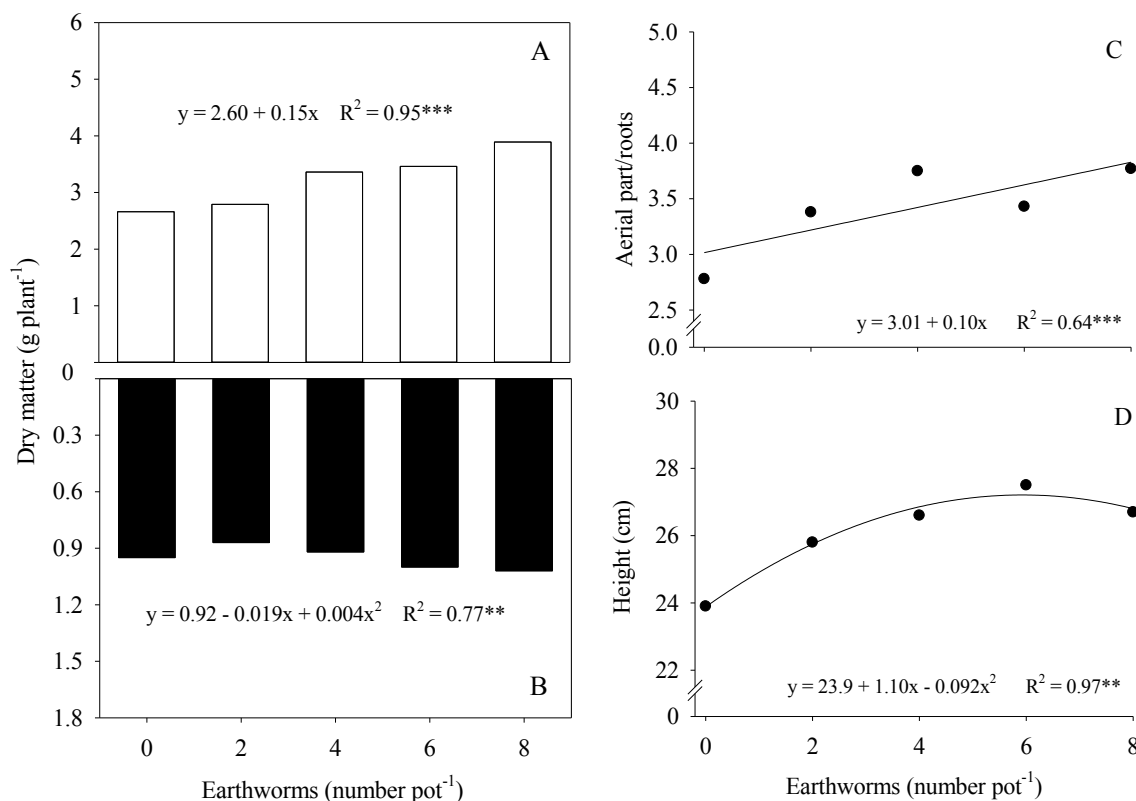 6
5
4
3
2
1
0
A
y = 2.60 + 0.15x R² = 0.95***
Dry matter (g plant⁻¹)
0.3
0.6
0.9
1.2
1.5
1.8
y = 0.92 - 0.019x + 0.004x² R² = 0.77**
B
0 2 4 6 8
Earthworms (number pot⁻¹)
5.0
4.5
4.0
3.5
3.0
2.5
0.0
C
Aerial part/roots
y = 3.01 + 0.10x R² = 0.64***
0 2 4 6 8
30
28
26
24
22
0
D
Height (cm)
y = 23.9 + 1.10x - 0.092x² R² = 0.97**
0 2 4 6 8
Earthworms (number pot⁻¹)